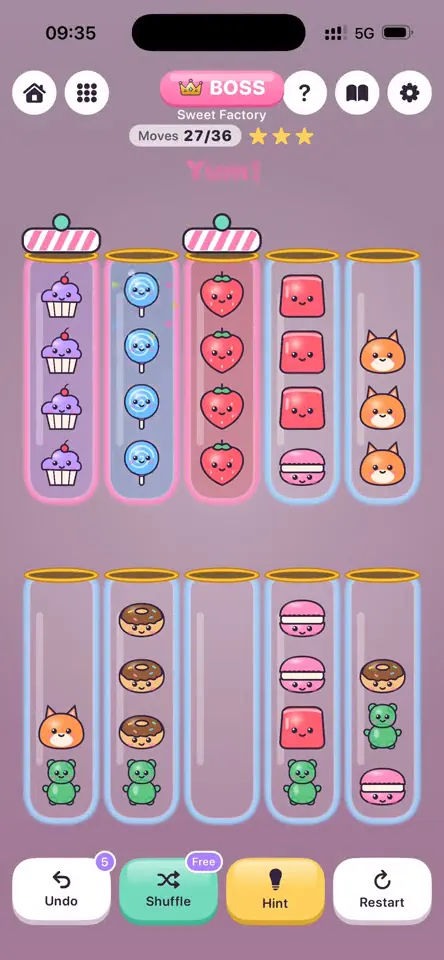 09:35
5G
BOSS
?
Sweet Factory
Moves 27/36
Yum!
5
Undo
Free
Shuffle
Hint
Restart